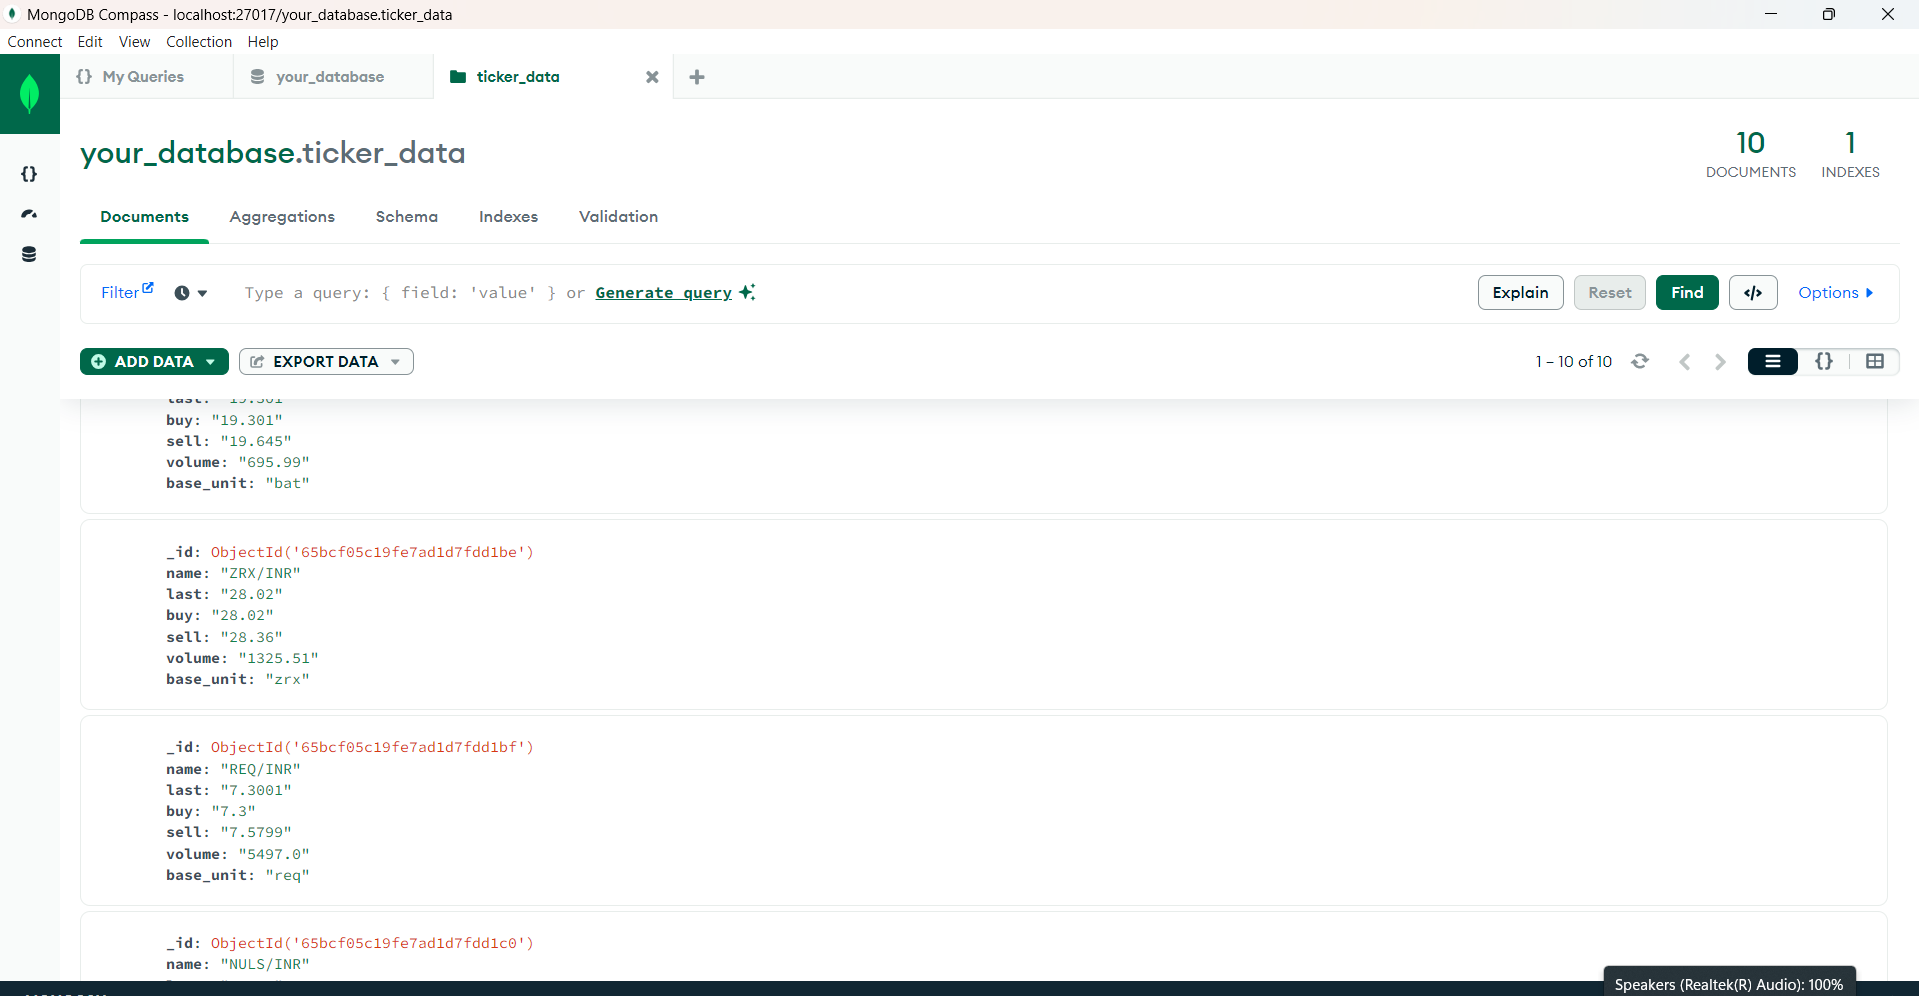 MongoDB Compass - localhost:27017/your_database.ticker_data
Connect Edit View Collection Help
{} My Queries your_database ticker_data
your_database.ticker_data
10 1
DOCUMENTS INDEXES
Documents Aggregations Schema Indexes Validation
Filter Type a query: { field: 'value' } or Generate query Explain Reset Find </> Options
ADD DATA EXPORT DATA 1 – 10 of 10 {}
last: "19.301"
buy: "19.301"
sell: "19.645"
volume: "695.99"
base_unit: "bat"
_id: ObjectId('65bcf05c19fe7ad1d7fdd1be')
name: "ZRX/INR"
last: "28.02"
buy: "28.02"
sell: "28.36"
volume: "1325.51"
base_unit: "zrx"
_id: ObjectId('65bcf05c19fe7ad1d7fdd1bf')
name: "REQ/INR"
last: "7.3001"
buy: "7.3"
sell: "7.5799"
volume: "5497.0"
base_unit: "req"
_id: ObjectId('65bcf05c19fe7ad1d7fdd1c0')
name: "NULS/INR"
Speakers (Realtek(R) Audio): 100%